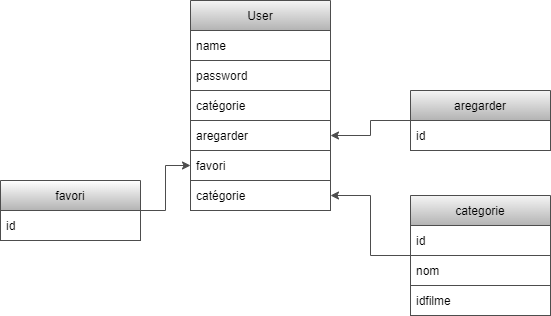 User
name
password
catégorie
aregarder
favori
catégorie
aregarder
id
favori
id
categorie
id
nom
idfilme